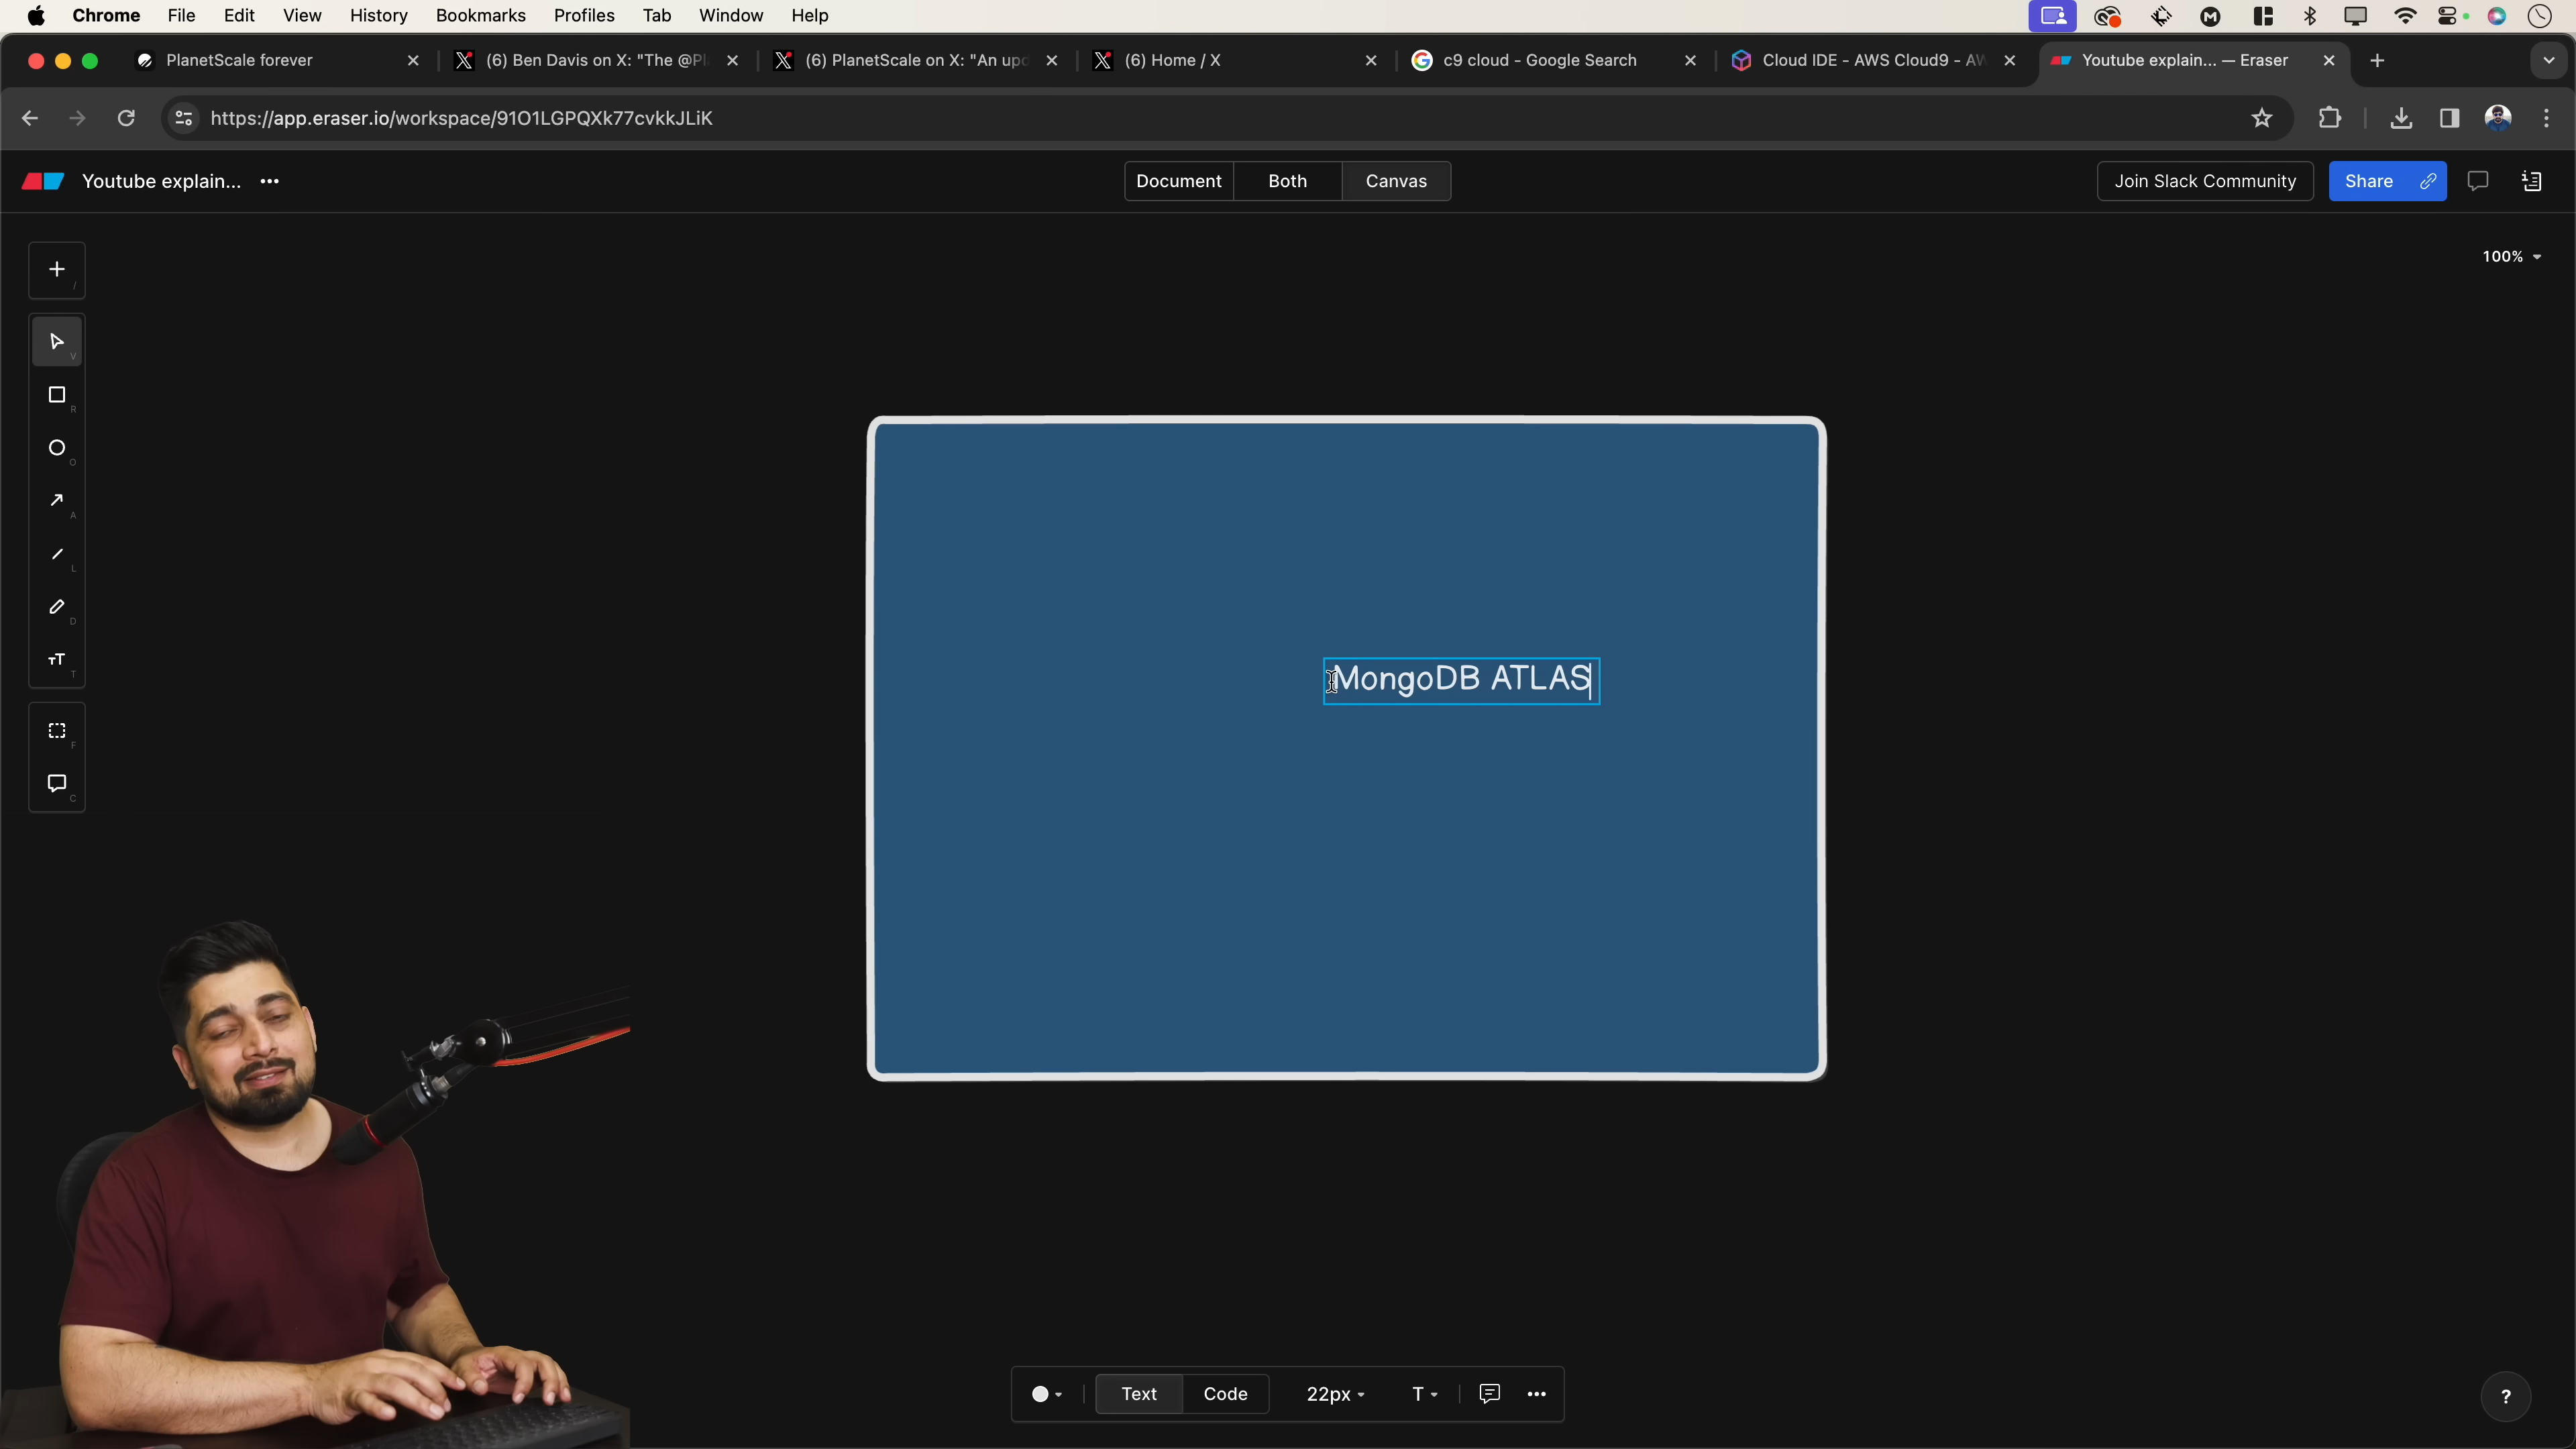 Chrome File Edit View History Bookmarks Profiles Tab Window Help
PlanetScale forever
(6) Ben Davis on X: "The @Pl
(6) PlanetScale on X: "An upd
(6) Home / X
c9 cloud - Google Search
Cloud IDE - AWS Cloud9 - AW
Youtube explain... — Eraser
https://app.eraser.io/workspace/91O1LGPQXk77cvkkJLiK
Youtube explain... Document Both Canvas Join Slack Community Share
100%
/
V
R
O
A
L
D
T
F
C
MongoDB ATLAS
Text Code 22px T
?